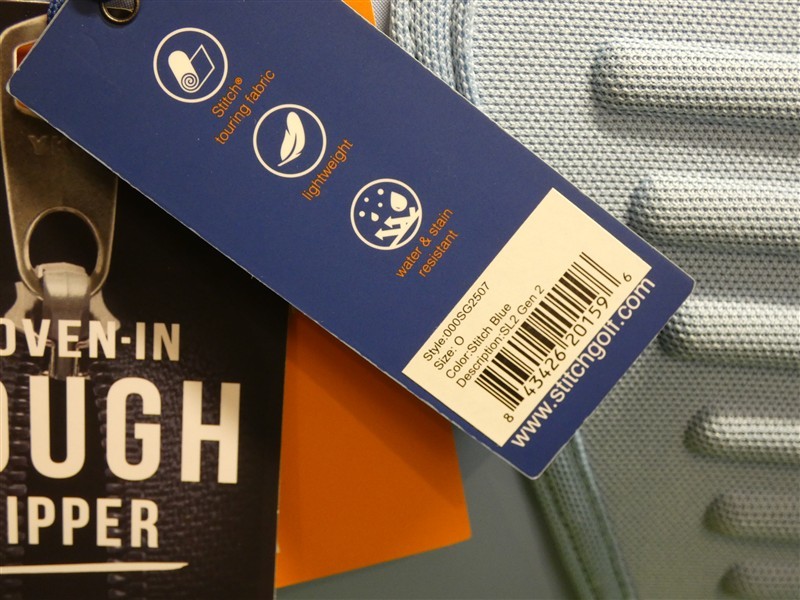 Stitch®
touring fabric
lightweight
water & stain
resistant
Style:000SG2507
Size: O
Color:Stitch Blue
Description:SL2 Gen 2
8 43426 20159 6
www.stitchgolf.com
YK
OVEN-IN
OUGH
IPPER